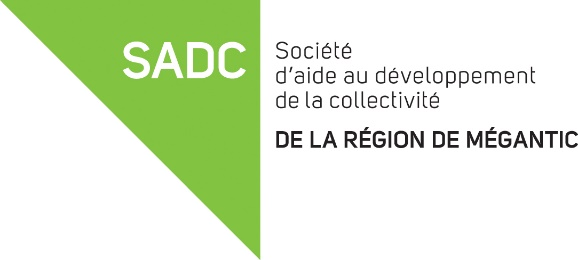 SADC
Société
d'aide au développement
de la collectivité
DE LA RÉGION DE MÉGANTIC